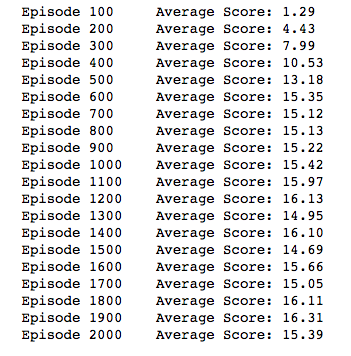 Episode 100 Average Score: 1.29
Episode 200 Average Score: 4.43
Episode 300 Average Score: 7.99
Episode 400 Average Score: 10.53
Episode 500 Average Score: 13.18
Episode 600 Average Score: 15.35
Episode 700 Average Score: 15.12
Episode 800 Average Score: 15.13
Episode 900 Average Score: 15.22
Episode 1000 Average Score: 15.42
Episode 1100 Average Score: 15.97
Episode 1200 Average Score: 16.13
Episode 1300 Average Score: 14.95
Episode 1400 Average Score: 16.10
Episode 1500 Average Score: 14.69
Episode 1600 Average Score: 15.66
Episode 1700 Average Score: 15.05
Episode 1800 Average Score: 16.11
Episode 1900 Average Score: 16.31
Episode 2000 Average Score: 15.39